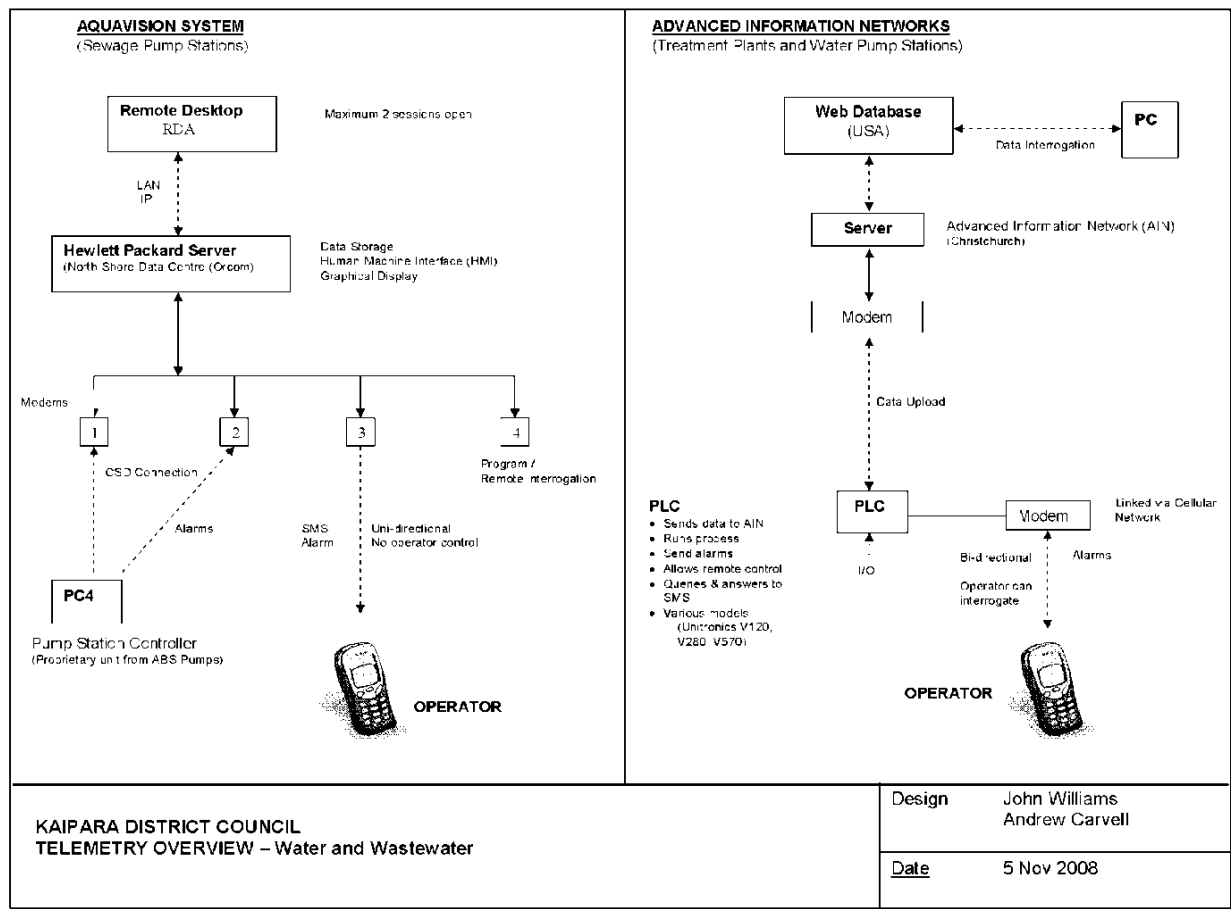 AQUAVISION SYSTEM
(Sewage Pump Stations)
Remote Desktop
RDA
Maximum 2 sessions open
LAN
IP
Hewlett Packard Server
(North Shore Data Centre (Orcom)
Data Storage
Human Machine Interface (HMI)
Graphical Display
Modems
1
2
3
4
CSD Connection
Program /
Remote Interrogation
Alarms
SMS
Alarm
Uni-directional
No operator control
PC4
Pump Station Controller
(Proprietary unit from ABS Pumps)
OPERATOR
ADVANCED INFORMATION NETWORKS
(Treatment Plants and Water Pump Stations)
Web Database
(USA)
PC
Data Interrogation
Server
Advanced Information Network (AIN)
(Christchurch)
Modem
Data Upload
PLC
• Sends data to AIN
• Runs process
• Send alarms
• Allows remote control
• Queries & answers to
SMS
• Various models
(Unitronics V120,
V280, V570)
PLC
Modem
Linked via Cellular
Network
I/O
Bi-directional
Alarms
Operator can
interrogate
OPERATOR
KAIPARA DISTRICT COUNCIL
TELEMETRY OVERVIEW – Water and Wastewater
Design John Williams
Andrew Carvell
Date 5 Nov 2008